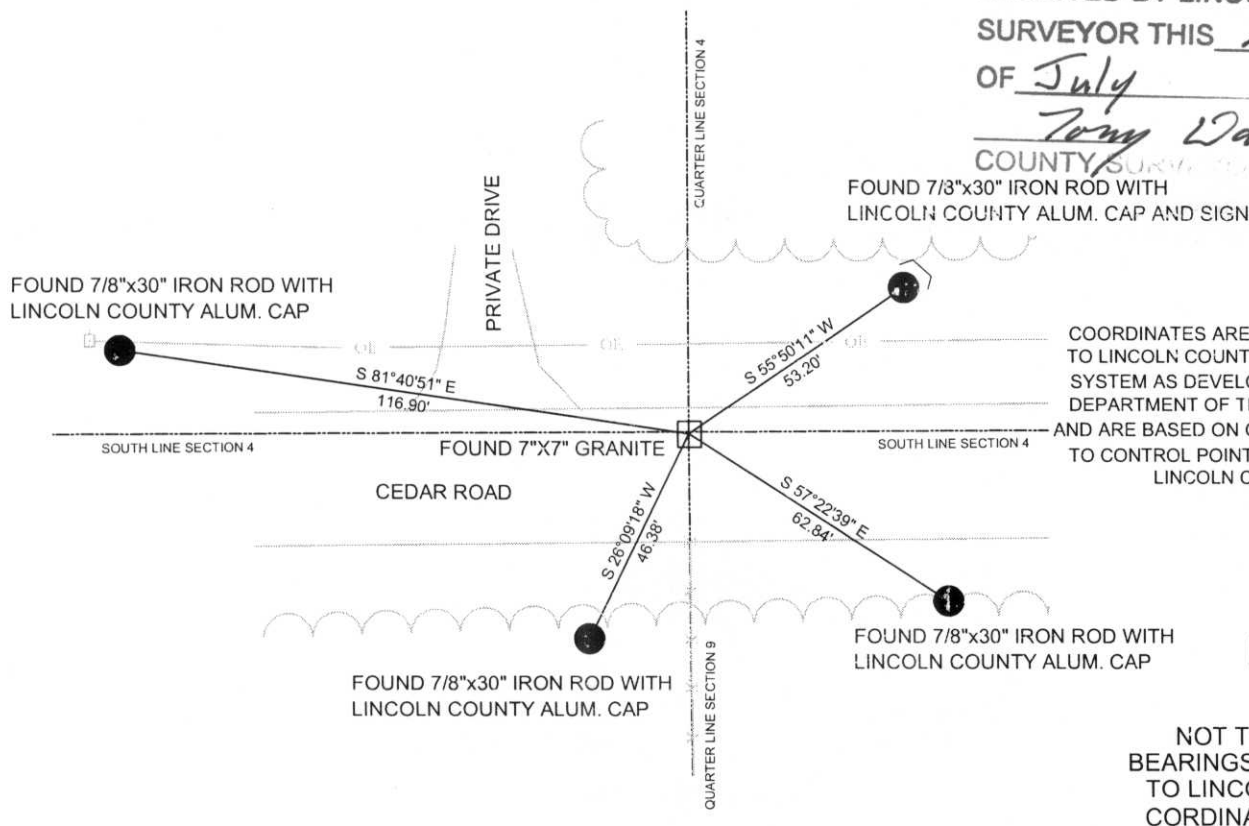 SURVEYOR THIS
OF July
Tony
COUNTY
QUARTER LINE SECTION 4
FOUND 7/8"x30" IRON ROD WITH
LINCOLN COUNTY ALUM. CAP AND SIGN
PRIVATE DRIVE
FOUND 7/8"x30" IRON ROD WITH
LINCOLN COUNTY ALUM. CAP
OE
OE
OE
S 81°40'51" E
116.90'
S 55°50'11" W
53.20'
COORDINATES ARE
TO LINCOLN COUNT
SYSTEM AS DEVELO
DEPARTMENT OF T
AND ARE BASED ON
TO CONTROL POINT
LINCOLN C
SOUTH LINE SECTION 4
FOUND 7"X7" GRANITE
SOUTH LINE SECTION 4
CEDAR ROAD
S 26°09'18" W
46.38'
S 57°22'39" E
62.84'
FOUND 7/8"x30" IRON ROD WITH
LINCOLN COUNTY ALUM. CAP
FOUND 7/8"x30" IRON ROD WITH
LINCOLN COUNTY ALUM. CAP
QUARTER LINE SECTION 9
NOT T
BEARINGS
TO LINCO
CORDINA